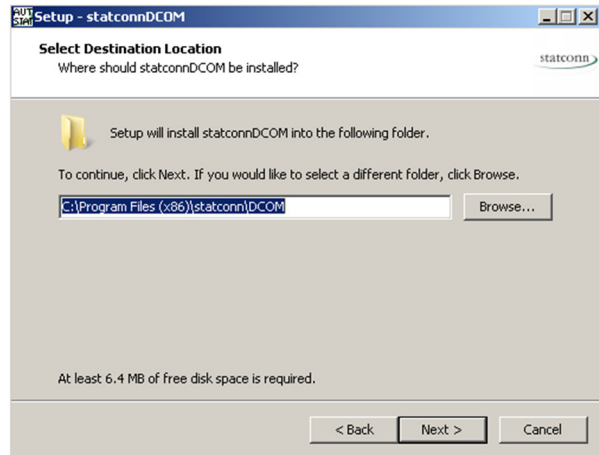 AUT
STAT
Setup - statconnDCOM
Select Destination Location
Where should statconnDCOM be installed?
statconn
Setup will install statconnDCOM into the following folder.
To continue, click Next. If you would like to select a different folder, click Browse.
C:\Program Files (x86)\statconn\DCOM
Browse...
At least 6.4 MB of free disk space is required.
< Back
Next >
Cancel